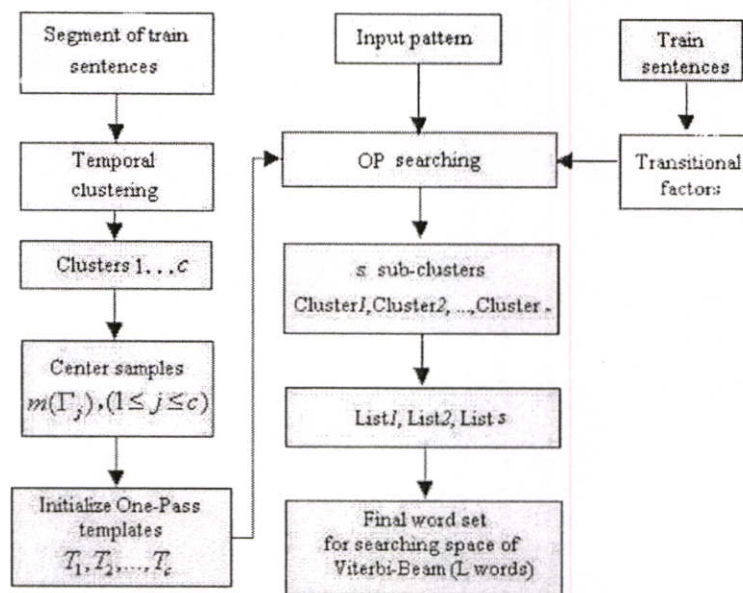 Segment of train
sentences
Temporal
clustering
Clusters 1...c
Center samples
m(Γj),(1≤j≤c)
Initialize One-Pass
templates
T1,T2,...,Tc
Input pattern
OP searching
s sub-clusters
Cluster1,Cluster2, ...,Cluster
List1, List2, List s
Final word set
for searching space of
Viterbi-Beam (L words)
Train
sentences
Transitional
factors